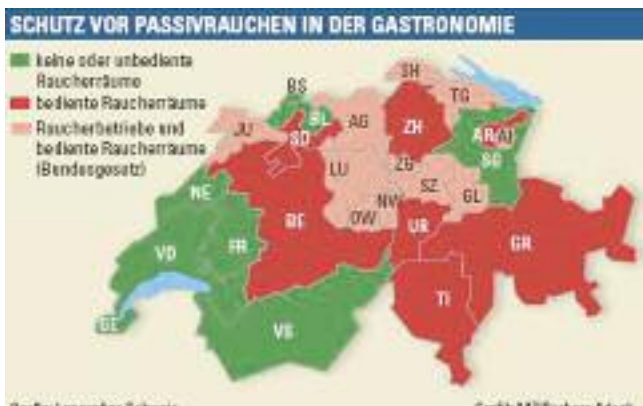 SCHUTZ VOR PASSIVRAUCHEN IN DER GASTRONOMIE
keine oder unbediente
Raucherräume
bediente Raucherräume
Raucherbetriebe und
bediente Raucherräume
(Bundesgesetz)
BS
SH
BL
TG
JU
SO
AG
ZH
AR
AI
SG
LU
ZG
SZ
NE
NW
GL
OW
BE
UR
GR
FR
VD
TI
GE
VS